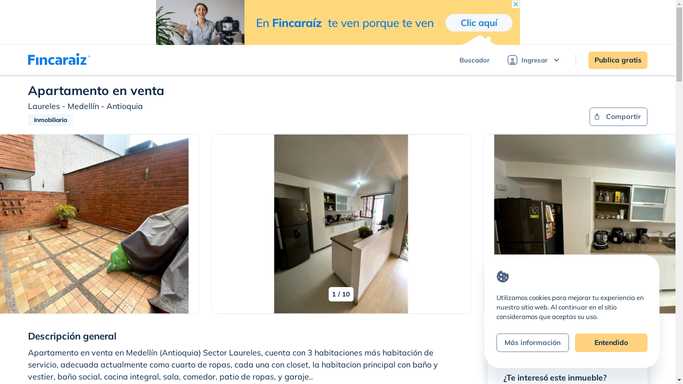 En Fincaraíz te ven porque te ven
Clic aquí
Fincaraiz
Buscador
Ingresar
Publica gratis
Apartamento en venta
Laureles - Medellín - Antioquia
Inmobiliaria
Compartir
1 / 10
Utilizamos cookies para mejorar tu experiencia en
nuestro sitio web. Al continuar en el sitio
consideramos que aceptas su uso.
Más información
Entendido
Descripción general
Apartamento en venta en Medellín (Antioquia) Sector Laureles, cuenta con 3 habitaciones más habitación de
servicio, adecuada actualmente como cuarto de ropas, cada una con closet, la habitacion principal con baño y
vestier, baño social, cocina integral, sala, comedor, patio de ropas, y garaje..
¿Te interesó este inmueble?